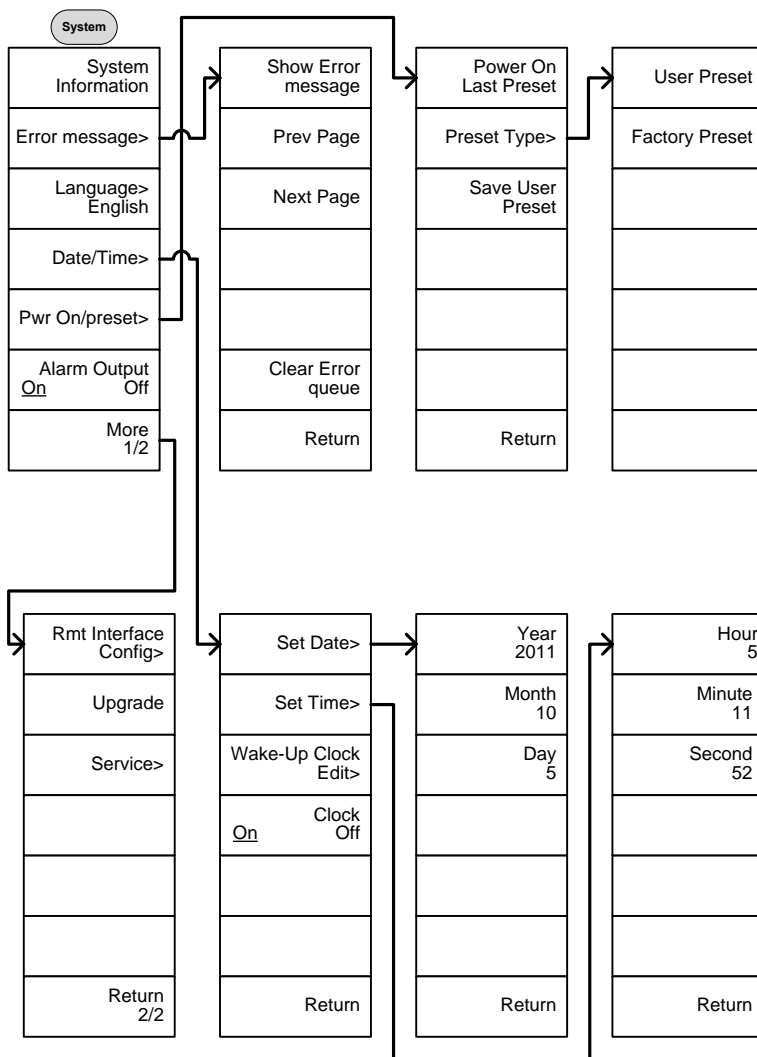 System
System
Information
Error message>
Language>
English
Date/Time>
Pwr On/preset>
Alarm Output
On Off
More
1/2
Show Error
message
Prev Page
Next Page
Clear Error
queue
Return
Power On
Last Preset
Preset Type>
Save User
Preset
Return
User Preset
Factory Preset
Rmt Interface
Config>
Upgrade
Service>
Return
2/2
Set Date>
Set Time>
Wake-Up Clock
Edit>
Clock
On Off
Return
Year
2011
Month
10
Day
5
Return
Hour
5
Minute
11
Second
52
Return